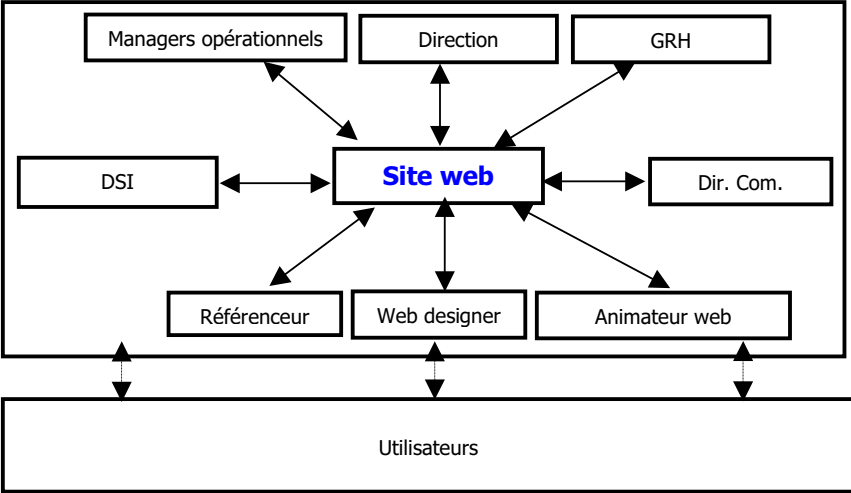 Managers opérationnels
Direction
GRH
DSI
Site web
Dir. Com.
Référenceur
Web designer
Animateur web
Utilisateurs